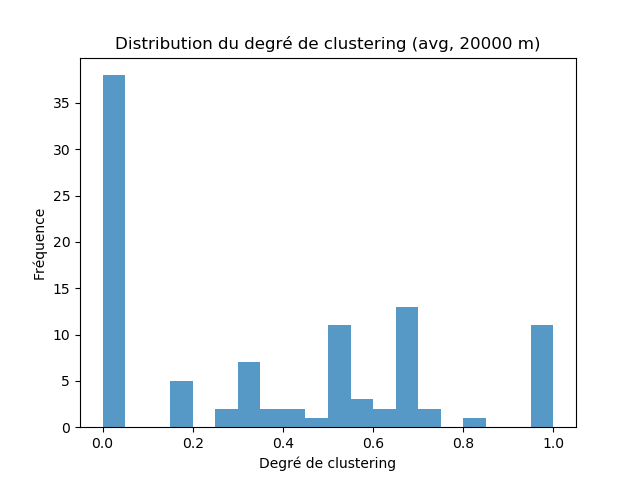 Distribution du degré de clustering (avg, 20000 m)
Fréquence
35
30
25
20
15
10
5
0
0.0 0.2 0.4 0.6 0.8 1.0
Degré de clustering